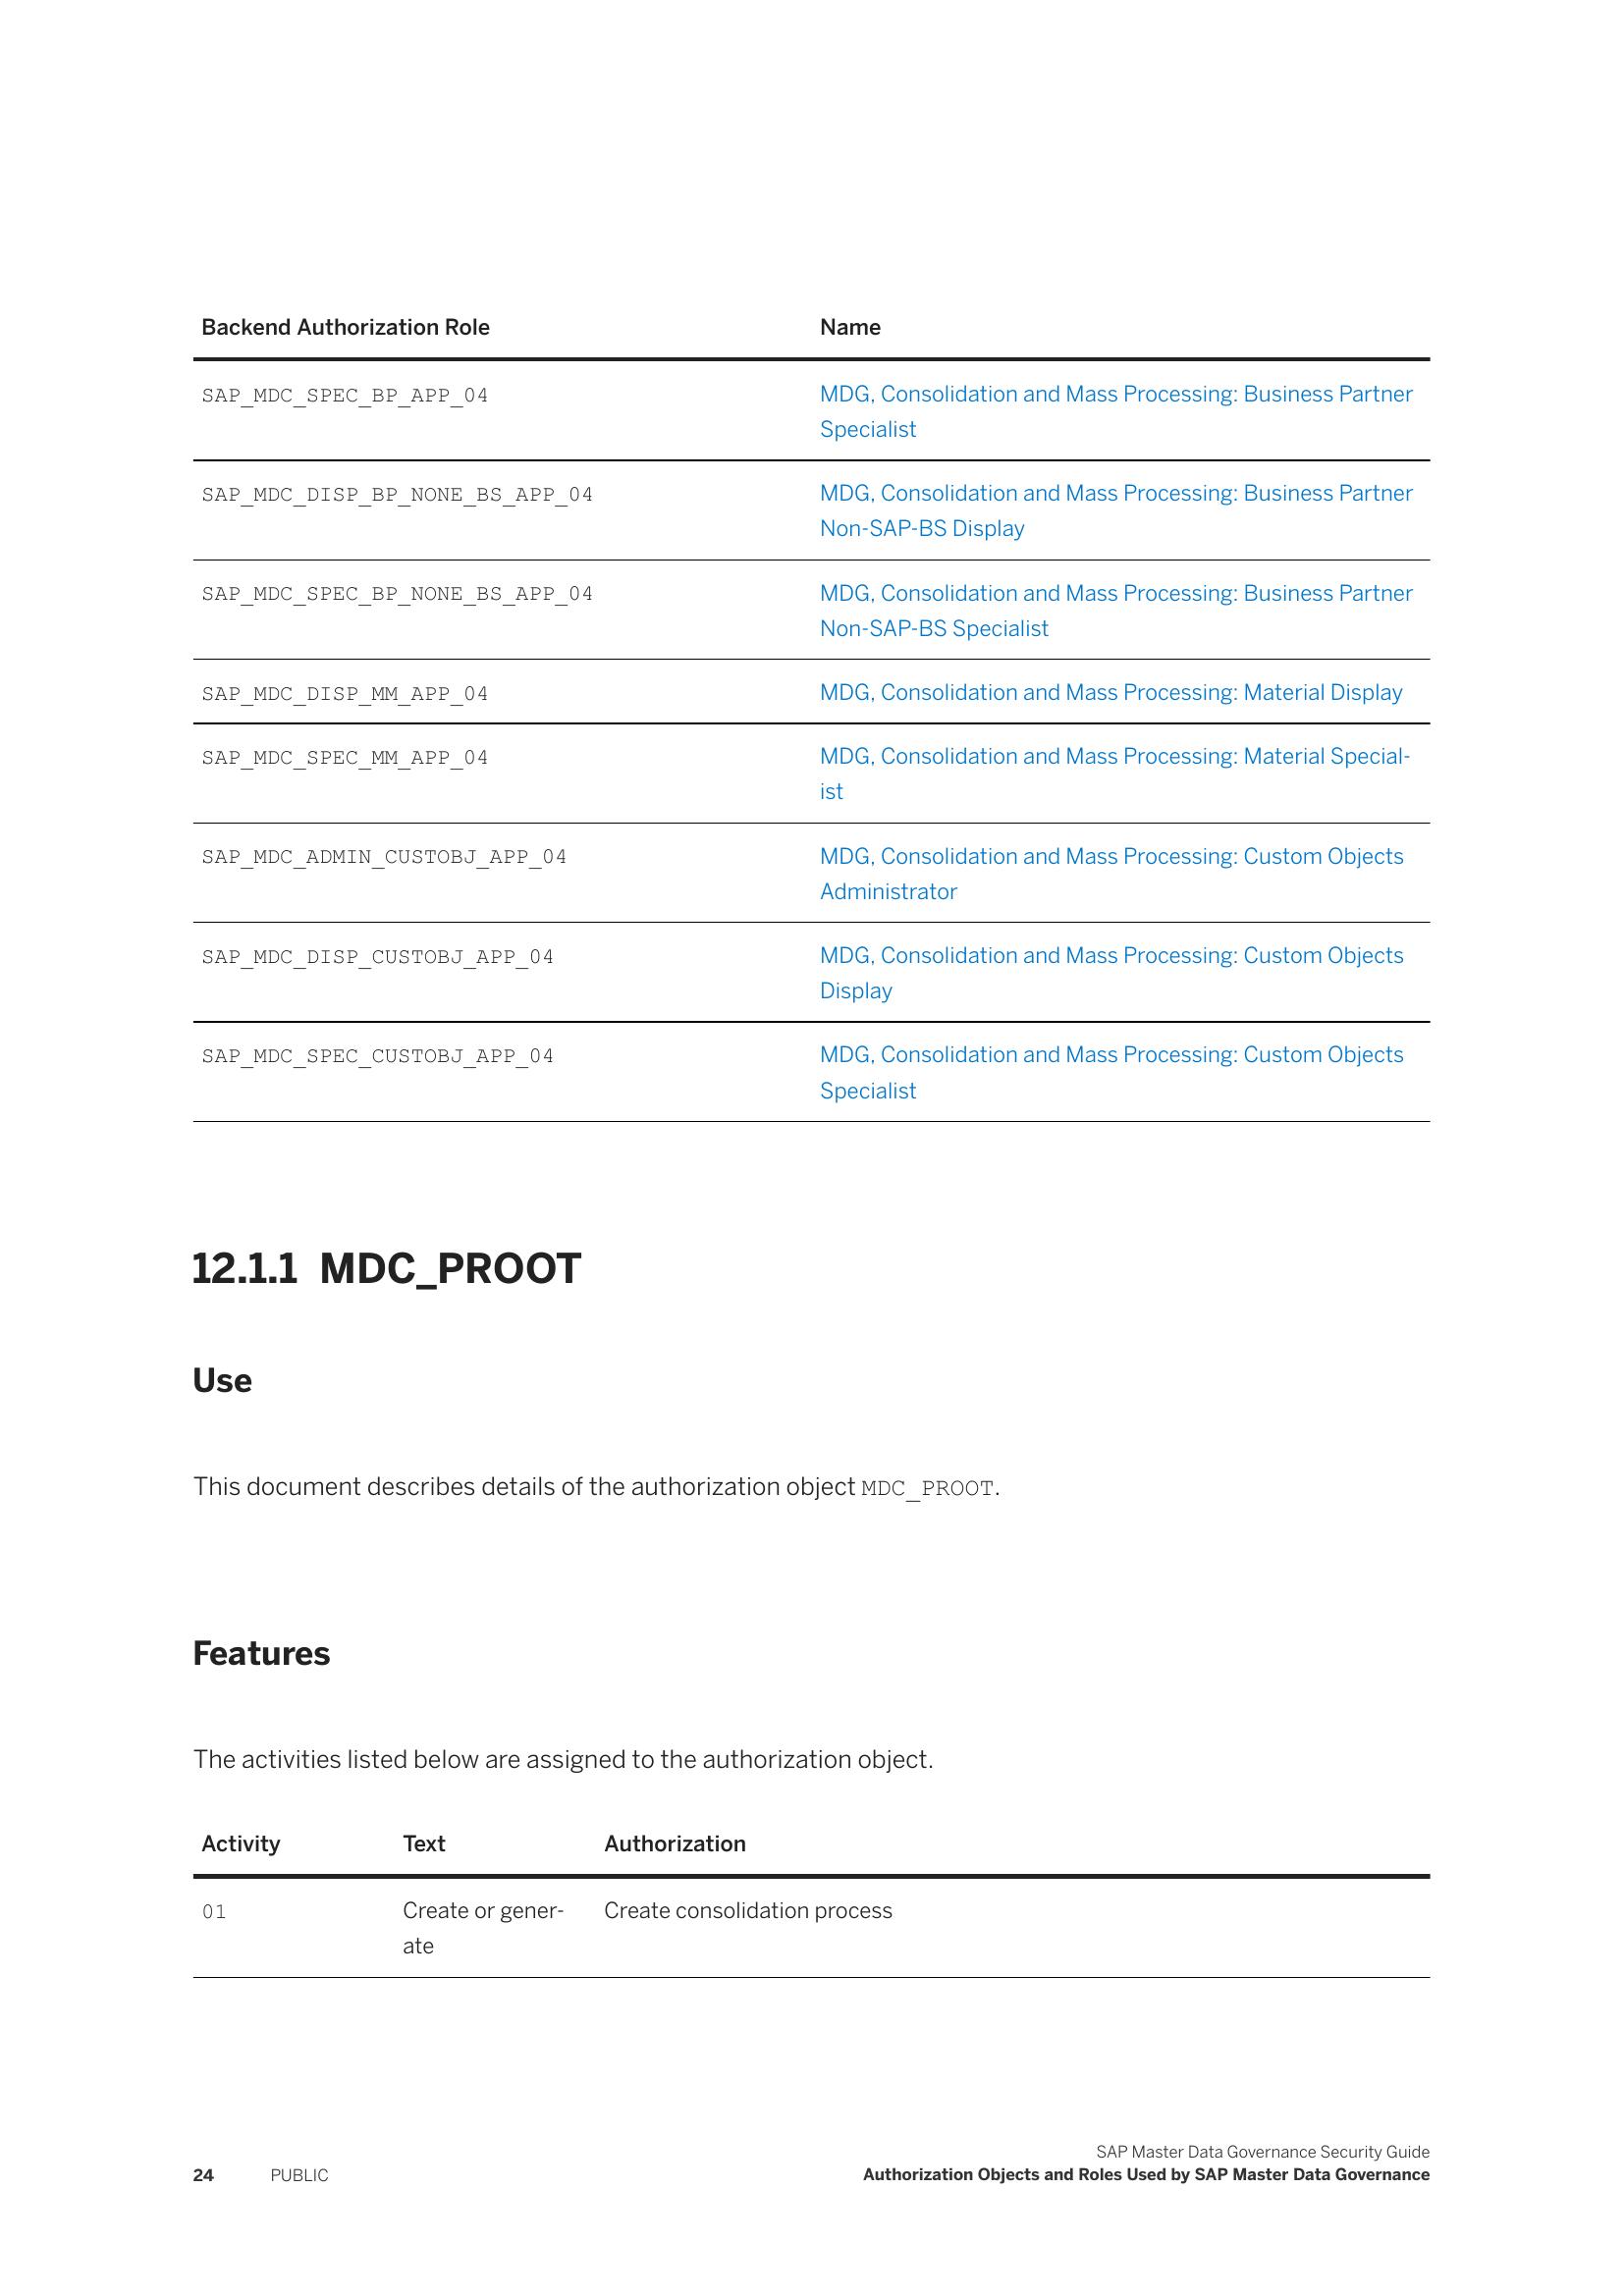 Backend Authorization Role Name
SAP_MDC_SPEC_BP_APP_04 MDG, Consolidation and Mass Processing: Business Partner
Specialist
SAP_MDC_DISP_BP_NONE_BS_APP_04 MDG, Consolidation and Mass Processing: Business Partner
Non-SAP-BS Display
SAP_MDC_SPEC_BP_NONE_BS_APP_04 MDG, Consolidation and Mass Processing: Business Partner
Non-SAP-BS Specialist
SAP_MDC_DISP_MM_APP_04 MDG, Consolidation and Mass Processing: Material Display
SAP_MDC_SPEC_MM_APP_04 MDG, Consolidation and Mass Processing: Material Special-
ist
SAP_MDC_ADMIN_CUSTOBJ_APP_04 MDG, Consolidation and Mass Processing: Custom Objects
Administrator
SAP_MDC_DISP_CUSTOBJ_APP_04 MDG, Consolidation and Mass Processing: Custom Objects
Display
SAP_MDC_SPEC_CUSTOBJ_APP_04 MDG, Consolidation and Mass Processing: Custom Objects
Specialist
12.1.1 MDC_PROOT
Use
This document describes details of the authorization object MDC_PROOT.
Features
The activities listed below are assigned to the authorization object.
Activity Text Authorization
01 Create or gener- Create consolidation process
ate
SAP Master Data Governance Security Guide
24 PUBLIC Authorization Objects and Roles Used by SAP Master Data Governance